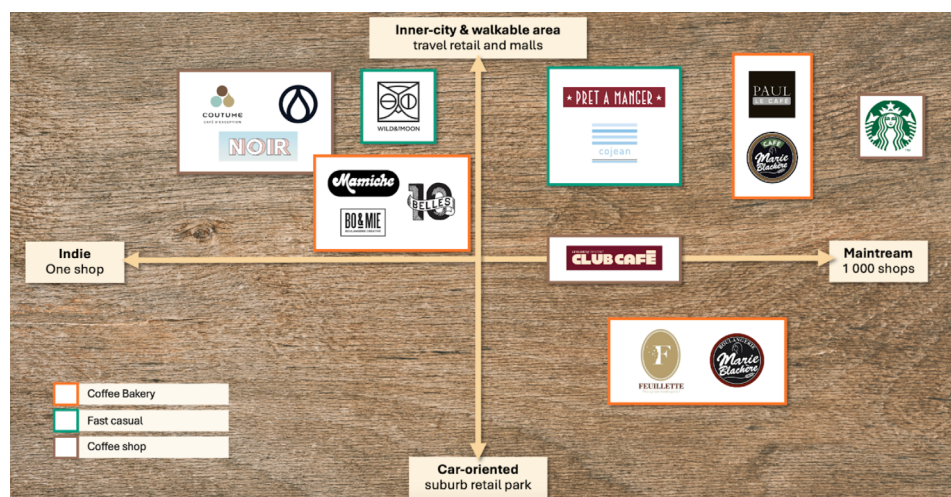 Inner-city & walkable area
travel retail and malls
COUTUME
CAFÉ D'EXCEPTION
NOIR
WILD&MOON
★ PRET A MANGER ★
cojean
PAUL
LE CAFÉ
CAFÉ
Marie
Blachère
Mamiche
10
BELLES
BO&MIE
Indie
One shop
CLUB CAFÉ
Maintream
1 000 shops
F
FEUILLETTE
BOULANGERIE
Marie
Blachère
Coffee Bakery
Fast casual
Coffee shop
Car-oriented
suburb retail park